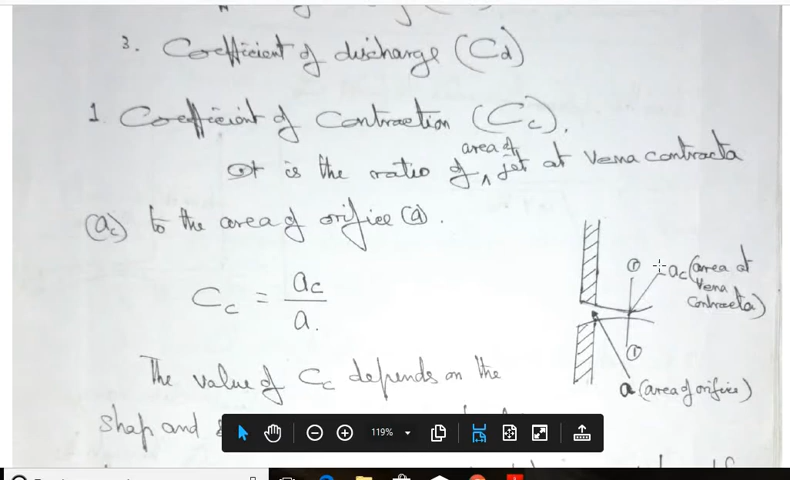 3. Coefficient of discharge (Cd)
1 Coefficient of Contraction (Cc).
It is the ratio of area of jet at Vena contracta
(ac) to the area of orifice (a).
Cc = ac / a.
① ac (area at
Vena
Contracta)
①
a (area of orifice)
The value of Cc depends on the
shap and
119%